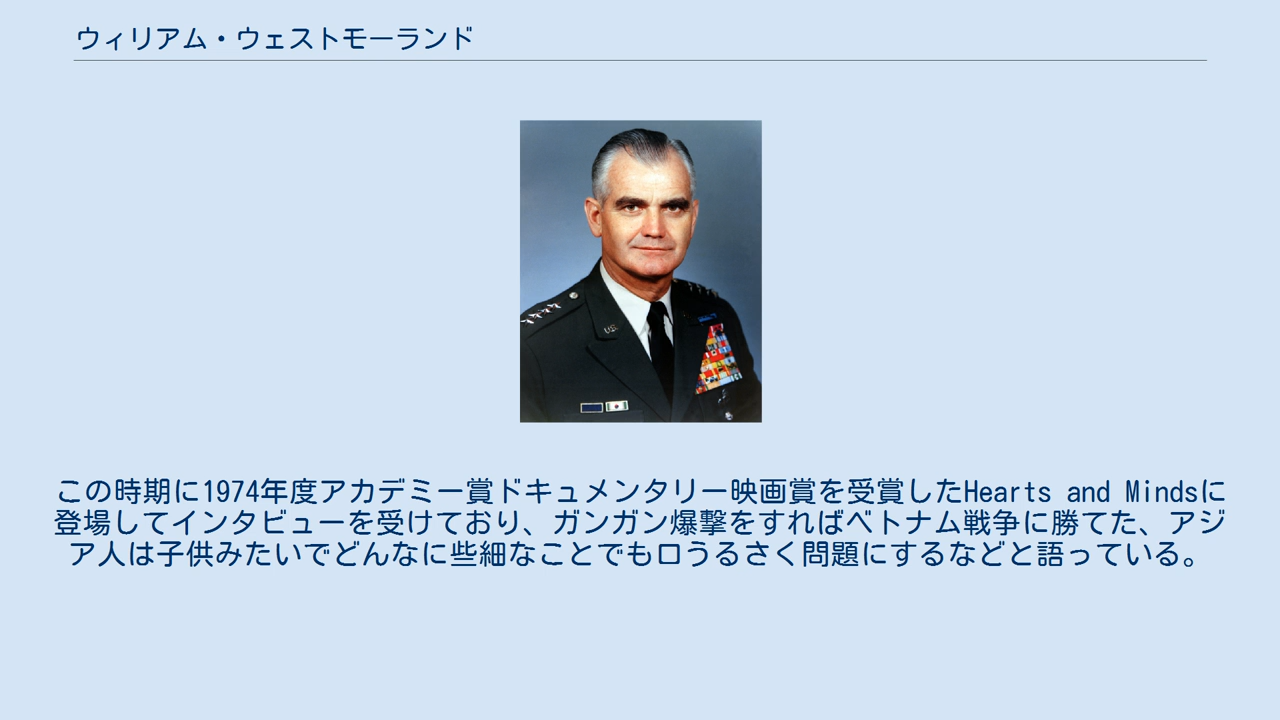 ウィリアム・ウェストモーランド
U.S.
この時期に1974年度アカデミー賞ドキュメンタリー映画賞を受賞したHearts and Mindsに
登場してインタビューを受けており、ガンガン爆撃をすればベトナム戦争に勝てた、アジ
ア人は子供みたいでどんなに些細なことでも口うるさく問題にするなどと語っている。